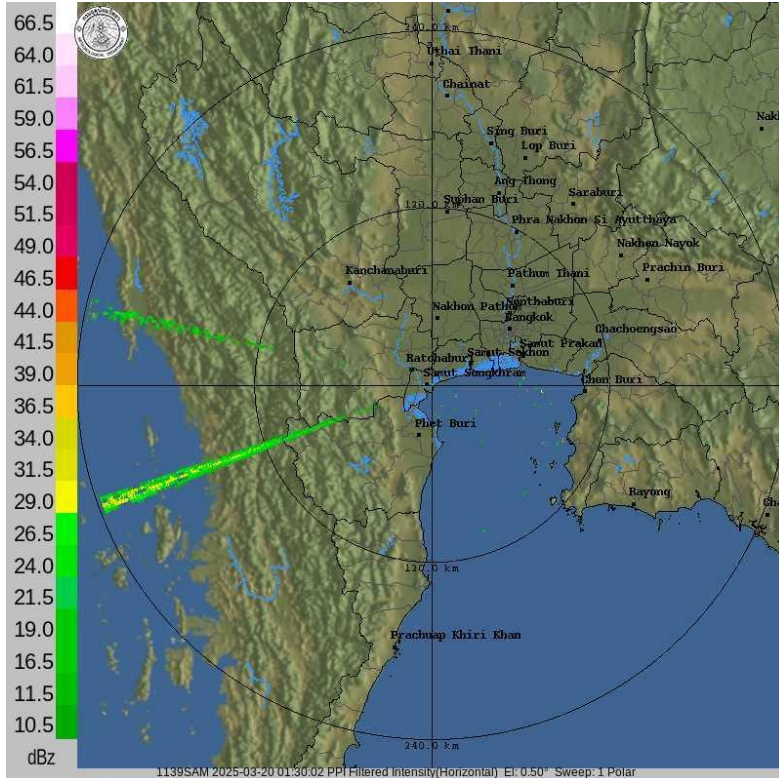 66.5
64.0
61.5
59.0
56.5
54.0
51.5
49.0
46.5
44.0
41.5
39.0
36.5
34.0
31.5
29.0
26.5
24.0
21.5
19.0
16.5
11.5
10.5
dBz
240.0 km
Uthai Thani
Chainat
Sing Buri
Lop Buri
Nakh
Ang Thong
Saraburi
120.0 km
Suphan Buri
Phra Nakhon Si Ayutthaya
Nakhon Nayok
Kanchanaburi
Pathum Thani
Prachin Buri
Nonthaburi
Nakhon Pathom
Bangkok
Chachoengsao
Samut Prakan
Samut Sakhon
Ratchaburi
Samut Songkhram
Chon Buri
Phet Buri
Rayong
Cha
120.0 km
Prachuap Khiri Khan
240.0 km
1139SAM 2025-03-20 01:30:02 PPI Filtered Intensity(Horizontal) El: 0.50° Sweep: 1 Polar